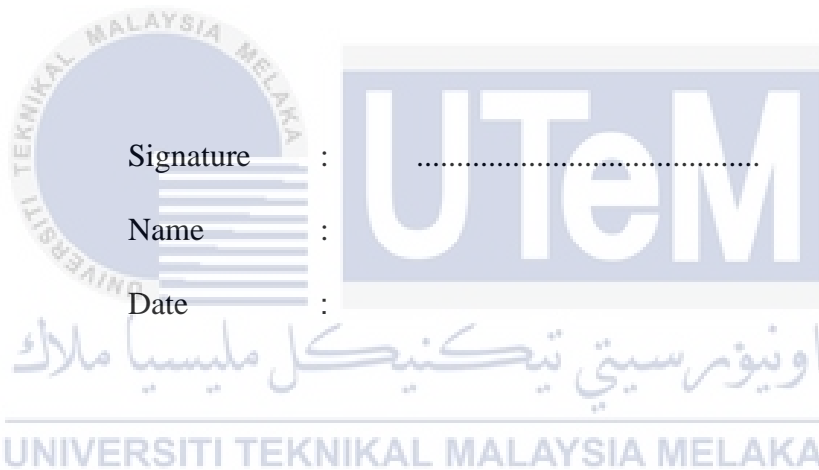 UNIVERSITI TEKNIKAL MALAYSIA MELAKA
UTeM
Signature : ..........................................
Name :
Date :
اونيۏرسيتي تيكنيكل مليسيا ملاك
UNIVERSITI TEKNIKAL MALAYSIA MELAKA